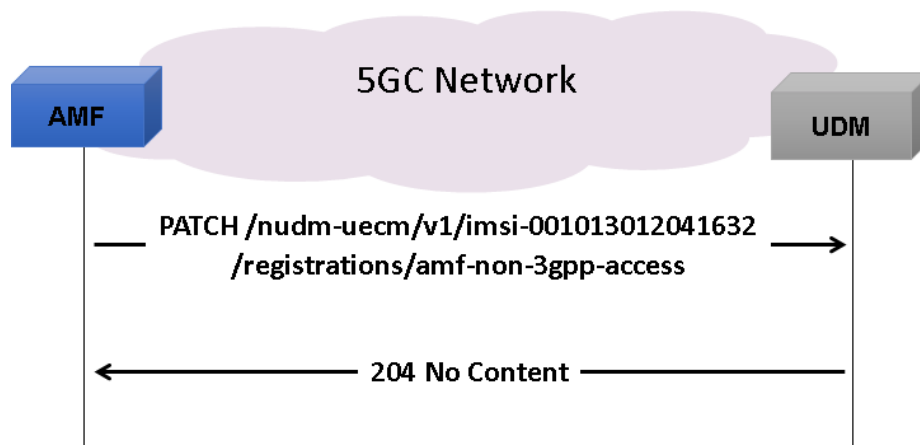 5GC Network
AMF
UDM
PATCH /nudm-uecm/v1/imsi-001013012041632
/registrations/amf-non-3gpp-access
204 No Content